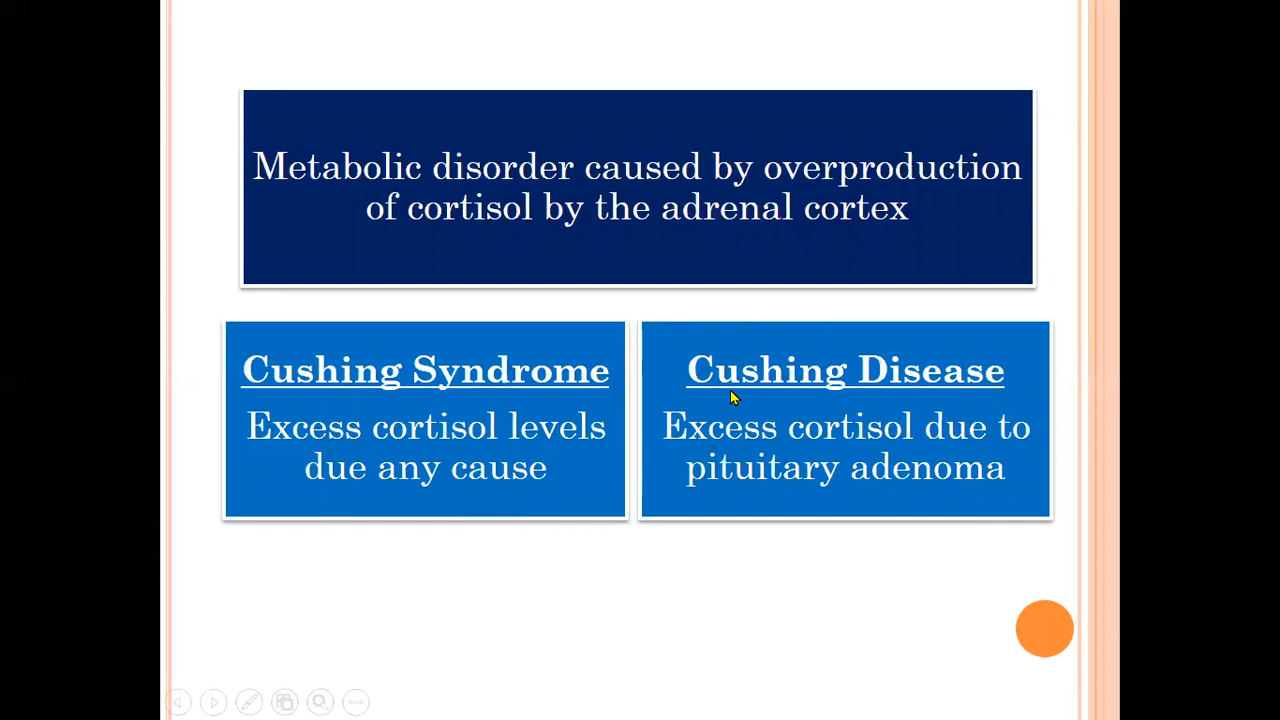 Metabolic disorder caused by overproduction
of cortisol by the adrenal cortex
Cushing Syndrome
Excess cortisol levels
due any cause
Cushing Disease
Excess cortisol due to
pituitary adenoma